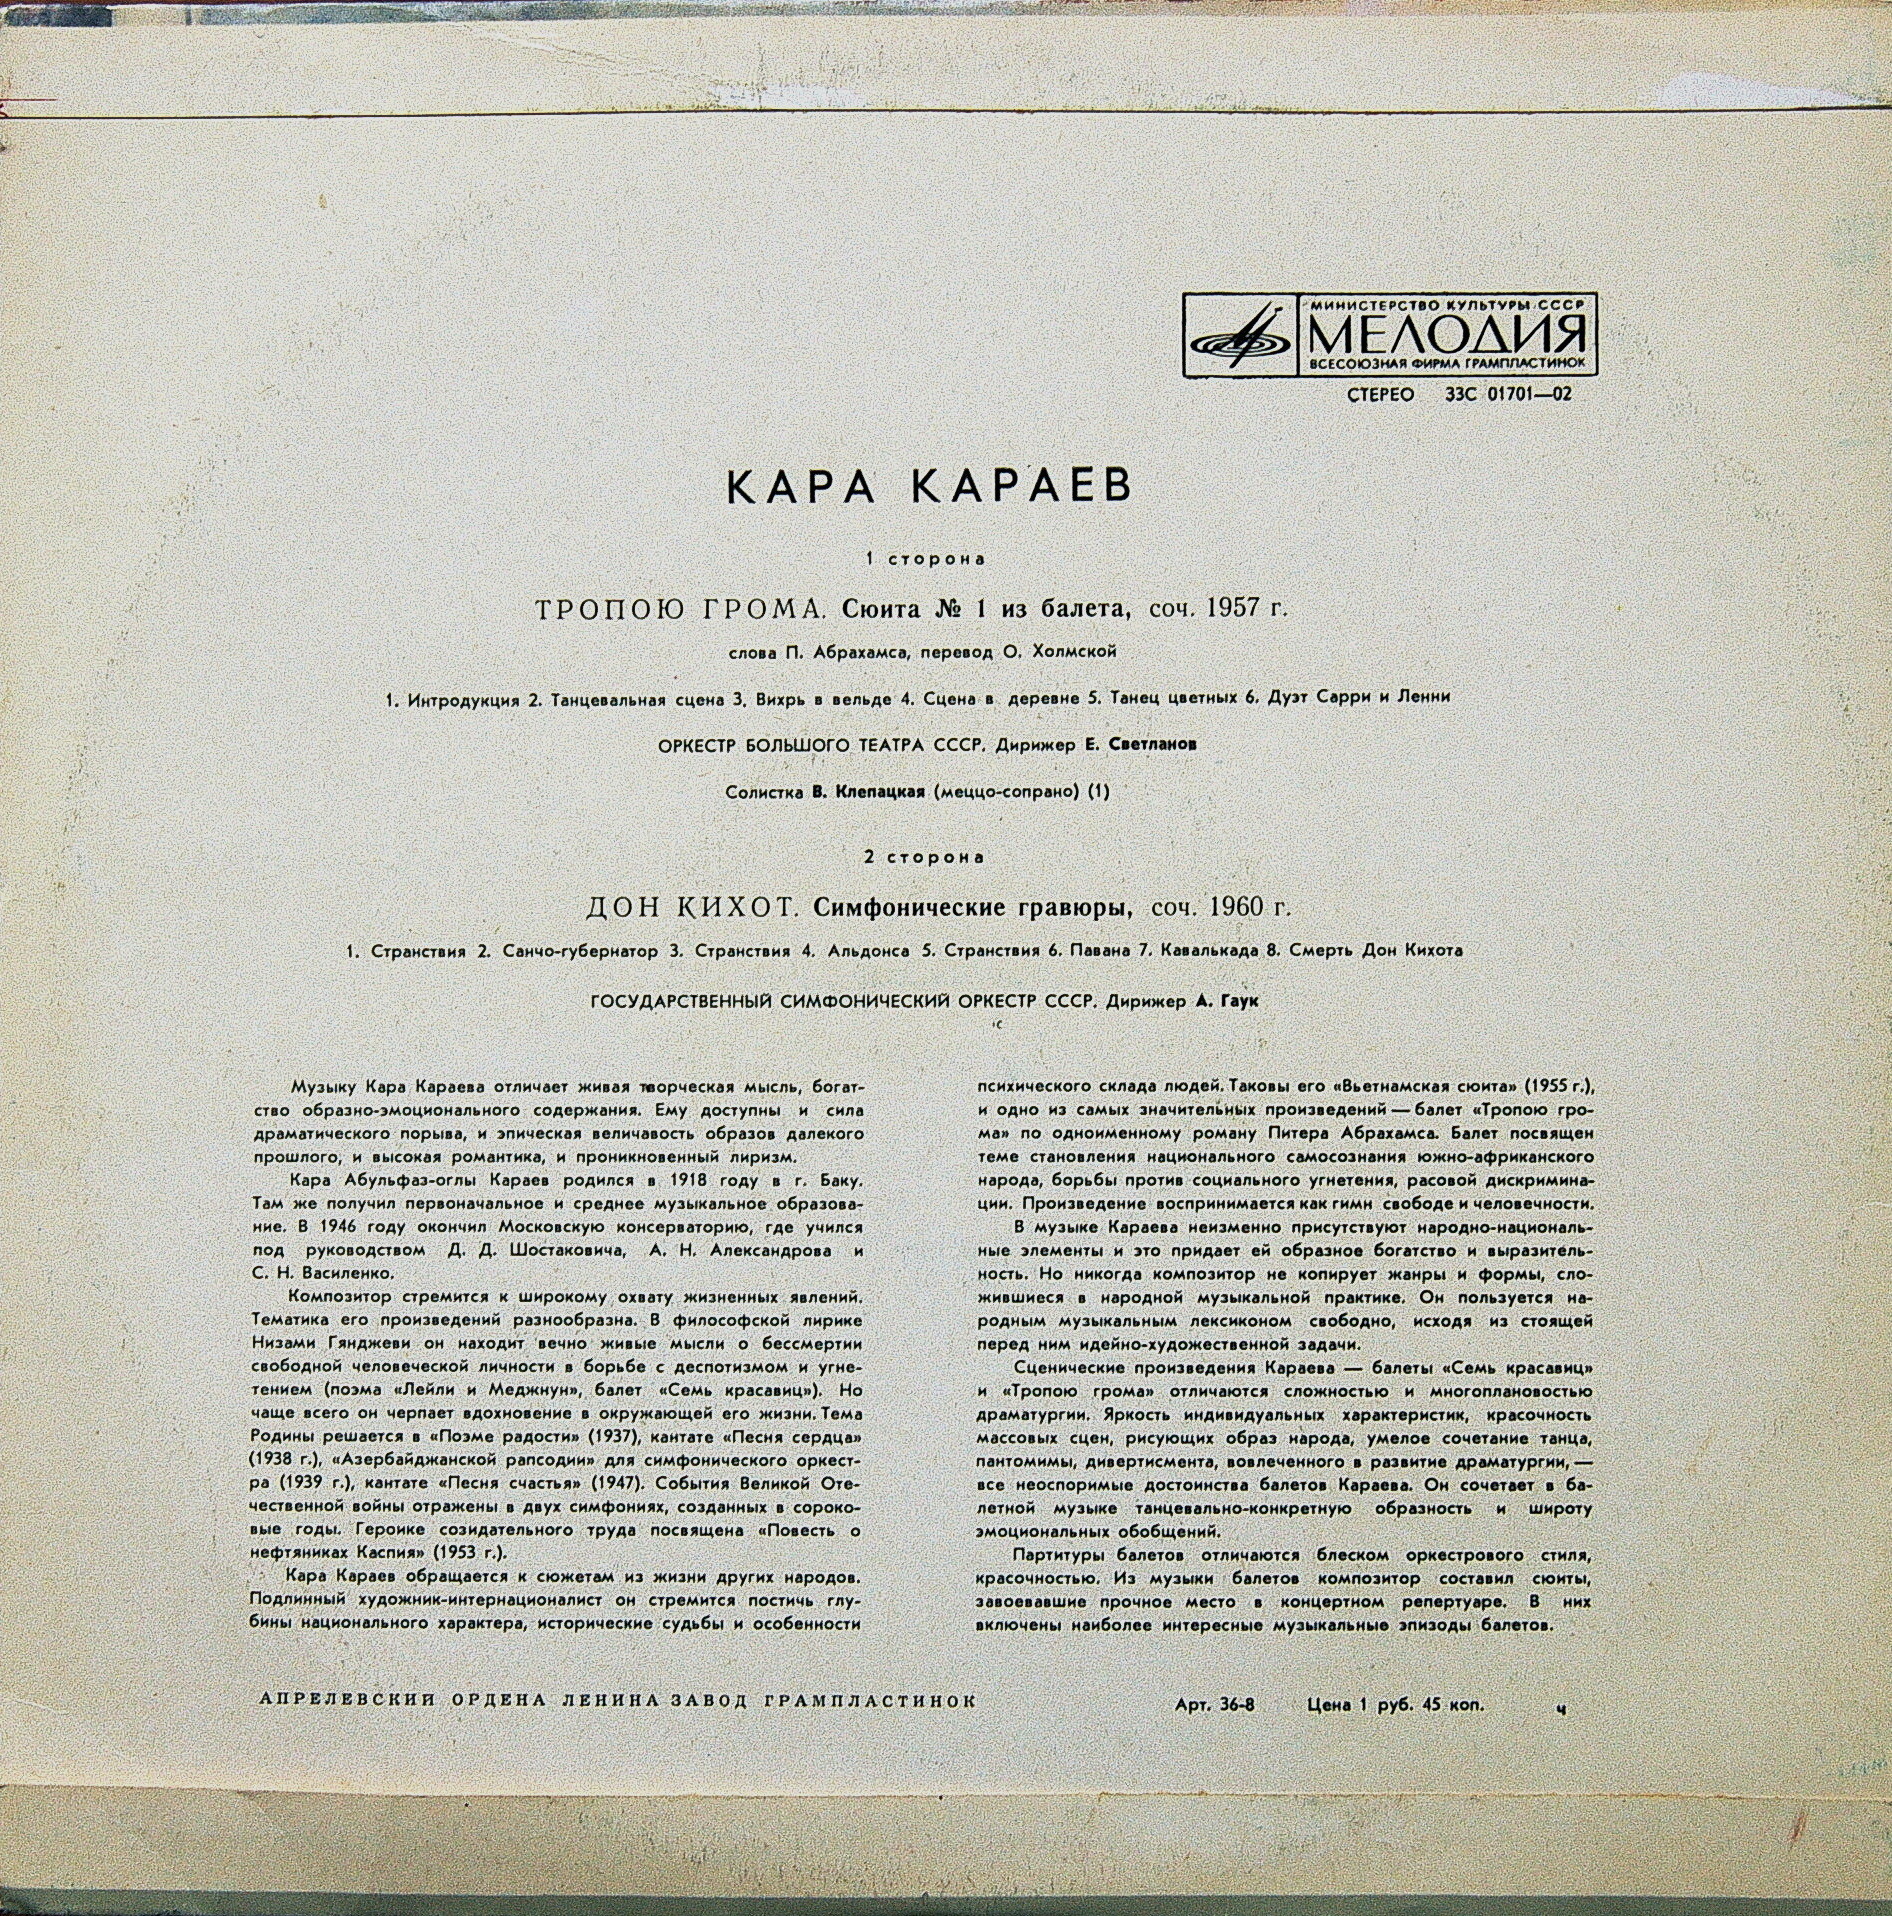 МИНИСТЕРСТВО КУЛЬТУРЫ СССР
МЕЛОДИЯ
ВСЕСОЮЗНАЯ ФИРМА ГРАМПЛАСТИНОК
СТЕРЕО 33С 01701—02
КАРА КАРАЕВ
1 сторона
ТРОПОЮ ГРОМА. Сюита № 1 из балета, соч. 1957 г.
слова П. Абрахамса, перевод О. Холмской
1. Интродукция 2. Танцевальная сцена 3. Вихрь в вельде 4. Сцена в деревне 5. Танец цветных 6. Дуэт Сарри и Ленни
ОРКЕСТР БОЛЬШОГО ТЕАТРА СССР. Дирижер Е. Светланов
Солистка В. Клепацкая (меццо-сопрано) (1)
2 сторона
ДОН КИХОТ. Симфонические гравюры, соч. 1960 г.
1. Странствия 2. Санчо-губернатор 3. Странствия 4. Альдонса 5. Странствия 6. Павана 7. Кавалькада 8. Смерть Дон Кихота
ГОСУДАРСТВЕННЫЙ СИМФОНИЧЕСКИЙ ОРКЕСТР СССР. Дирижер А. Гаук
Музыку Кара Караева отличает живая творческая мысль, богат-
ство образно-эмоционального содержания. Ему доступны и сила
драматического порыва, и эпическая величавость образов далекого
прошлого, и высокая романтика, и проникновенный лиризм.
Кара Абульфаз-оглы Караев родился в 1918 году в г. Баку.
Там же получил первоначальное и среднее музыкальное образова-
ние. В 1946 году окончил Московскую консерваторию, где учился
под руководством Д. Д. Шостаковича, А. Н. Александрова и
С. Н. Василенко.
Композитор стремится к широкому охвату жизненных явлений.
Тематика его произведений разнообразна. В философской лирике
Низами Гянджеви он находит вечно живые мысли о бессмертии
свободной человеческой личности в борьбе с деспотизмом и угне-
тением (поэма «Лейли и Меджнун», балет «Семь красавиц»). Но
чаще всего он черпает вдохновение в окружающей его жизни. Тема
Родины решается в «Поэме радости» (1937), кантате «Песня сердца»
(1938 г.), «Азербайджанской рапсодии» для симфонического оркест-
ра (1939 г.), кантате «Песня счастья» (1947). События Великой Оте-
чественной войны отражены в двух симфониях, созданных в сороко-
вые годы. Героике созидательного труда посвящена «Повесть о
нефтяниках Каспия» (1953 г.).
Кара Караев обращается к сюжетам из жизни других народов.
Подлинный художник-интернационалист он стремится постичь глу-
бины национального характера, исторические судьбы и особенности
психического склада людей. Таковы его «Вьетнамская сюита» (1955 г.),
и одно из самых значительных произведений — балет «Тропою гро-
ма» по одноименному роману Питера Абрахамса. Балет посвящен
теме становления национального самосознания южно-африканского
народа, борьбы против социального угнетения, расовой дискримина-
ции. Произведение воспринимается как гимн свободе и человечности.
В музыке Караева неизменно присутствуют народно-националь-
ные элементы и это придает ей образное богатство и выразитель-
ность. Но никогда композитор не копирует жанры и формы, сло-
жившиеся в народной музыкальной практике. Он пользуется на-
родным музыкальным лексиконом свободно, исходя из стоящей
перед ним идейно-художественной задачи.
Сценические произведения Караева — балеты «Семь красавиц»
и «Тропою грома» отличаются сложностью и многоплановостью
драматургии. Яркость индивидуальных характеристик, красочность
массовых сцен, рисующих образ народа, умелое сочетание танца,
пантомимы, дивертисмента, вовлеченного в развитие драматургии, —
все неоспоримые достоинства балетов Караева. Он сочетает в ба-
летной музыке танцевально-конкретную образность и широту
эмоциональных обобщений.
Партитуры балетов отличаются блеском оркестрового стиля,
красочностью. Из музыки балетов композитор составил сюиты,
завоевавшие прочное место в концертном репертуаре. В них
включены наиболее интересные музыкальные эпизоды балетов.
АПРЕЛЕВСКИЙ ОРДЕНА ЛЕНИНА ЗАВОД ГРАМПЛАСТИНОК
Арт. 36-8 Цена 1 руб. 45 коп. ч